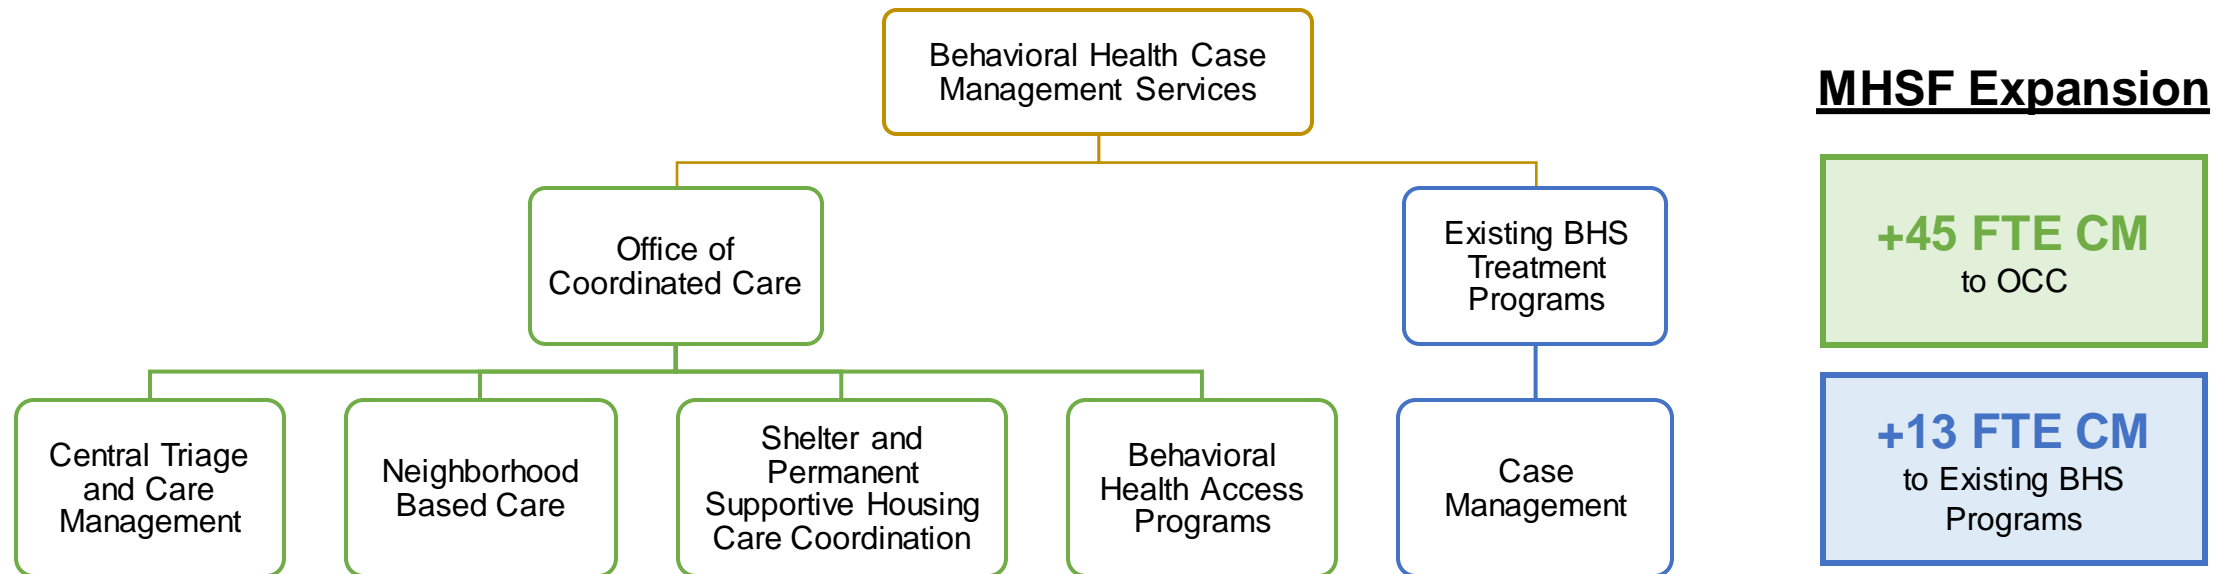 Behavioral Health Case
Management Services
MHSF Expansion
Office of
Coordinated Care
Existing BHS
Treatment
Programs
+45 FTE CM
to OCC
Central Triage
and Care
Management
Neighborhood
Based Care
Shelter and
Permanent
Supportive Housing
Care Coordination
Behavioral
Health Access
Programs
Case
Management
+13 FTE CM
to Existing BHS
Programs